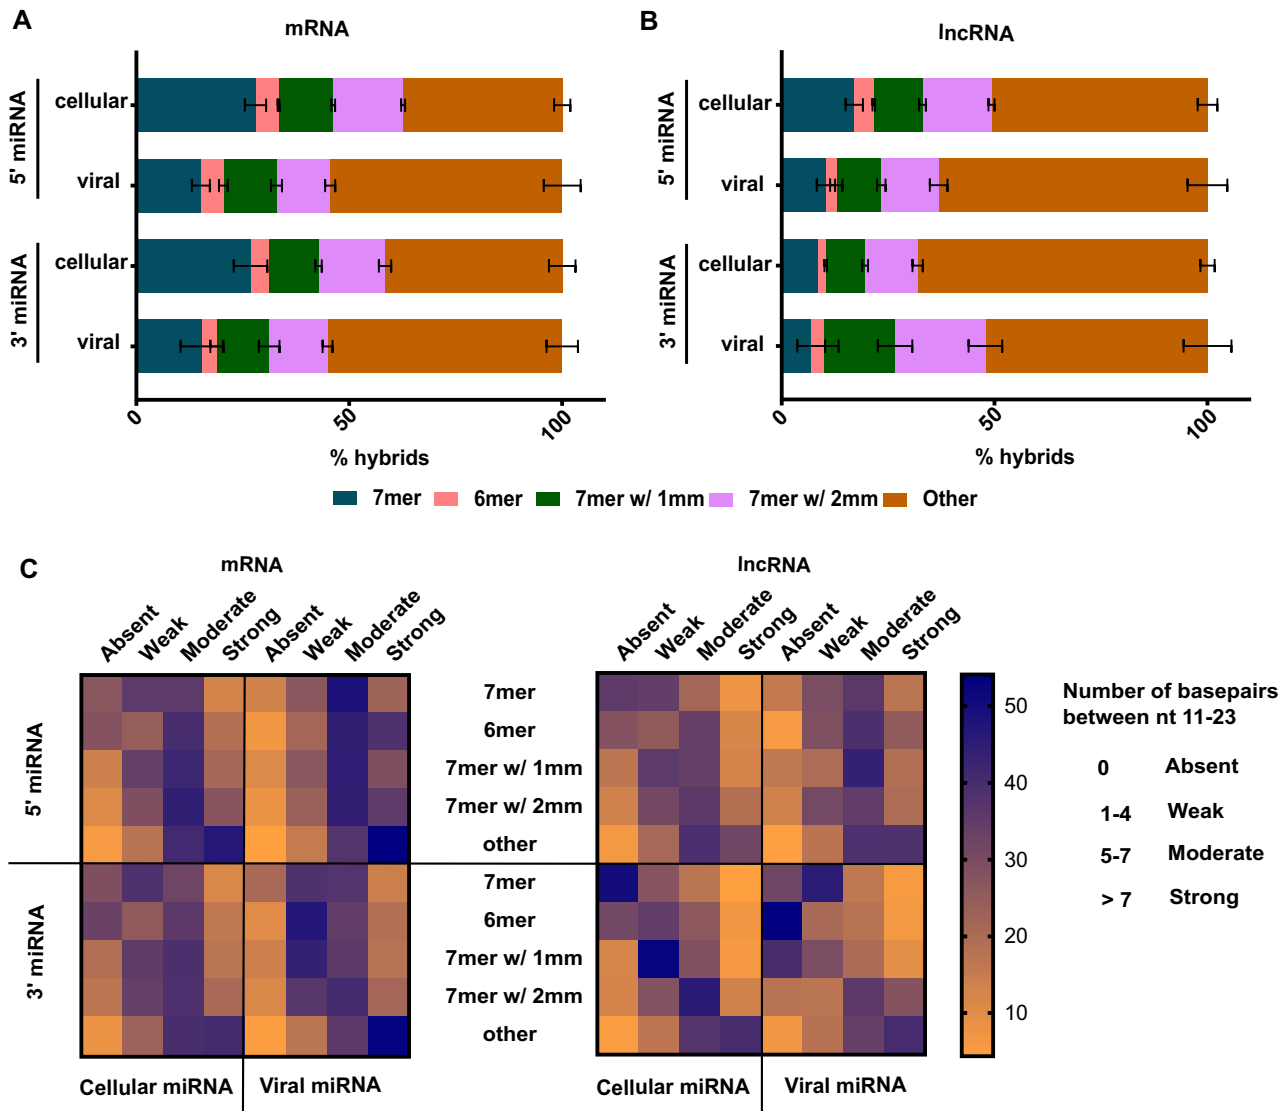 A
mRNA
5' miRNA
cellular
viral
3' miRNA
cellular
viral
0
50
100
% hybrids
B
lncRNA
5' miRNA
cellular
viral
3' miRNA
cellular
viral
0
50
100
% hybrids
7mer
6mer
7mer w/ 1mm
7mer w/ 2mm
Other
C
mRNA
Absent
Weak
Moderate
Strong
Absent
Weak
Moderate
Strong
lncRNA
Absent
Weak
Moderate
Strong
Absent
Weak
Moderate
Strong
5' miRNA
7mer
6mer
7mer w/ 1mm
7mer w/ 2mm
other
3' miRNA
7mer
6mer
7mer w/ 1mm
7mer w/ 2mm
other
Cellular miRNA
Viral miRNA
Cellular miRNA
Viral miRNA
50
40
30
20
10
Number of basepairs
between nt 11-23
0 Absent
1-4 Weak
5-7 Moderate
> 7 Strong